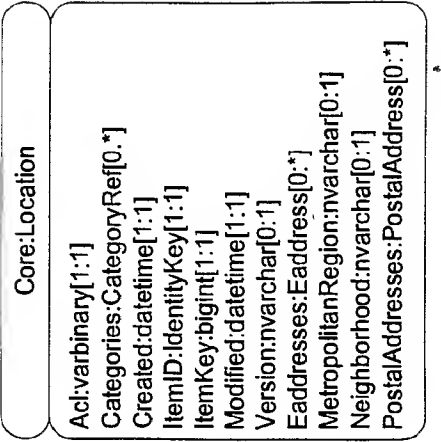 Core:Location
Acl:varbinary[1:1]
Categories:CategoryRef[0.*]
Created:datetime[1:1]
ItemID:IdentityKey[1:1]
ItemKey:bigint[1:1]
Modified:datetime[1:1]
Version:nvarchar[0:1]
Eaddresses:Eaddress[0:*]
MetropolitanRegion:nvarchar[0:1]
Neighborhood:nvarchar[0:1]
PostalAddresses:PostalAddress[0:*]